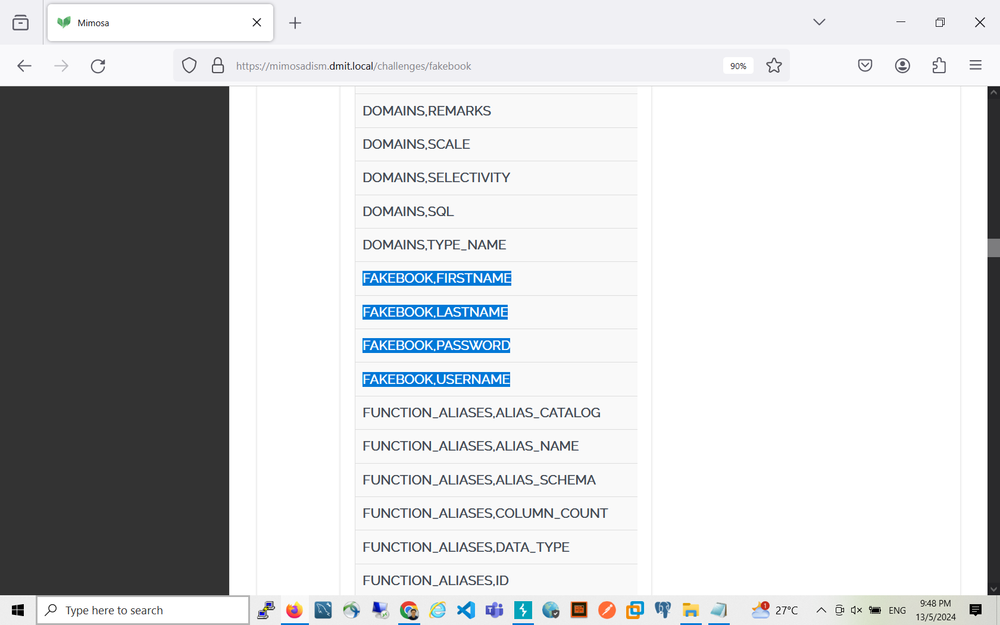 Mimosa
https://mimosadism.dmit.local/challenges/fakebook
90%
DOMAINS,REMARKS
DOMAINS,SCALE
DOMAINS,SELECTIVITY
DOMAINS,SQL
DOMAINS,TYPE_NAME
FAKEBOOK,FIRSTNAME
FAKEBOOK,LASTNAME
FAKEBOOK,PASSWORD
FAKEBOOK,USERNAME
FUNCTION_ALIASES,ALIAS_CATALOG
FUNCTION_ALIASES,ALIAS_NAME
FUNCTION_ALIASES,ALIAS_SCHEMA
FUNCTION_ALIASES,COLUMN_COUNT
FUNCTION_ALIASES,DATA_TYPE
FUNCTION_ALIASES,ID
Type here to search
1
27°C
ENG
9:48 PM
13/5/2024